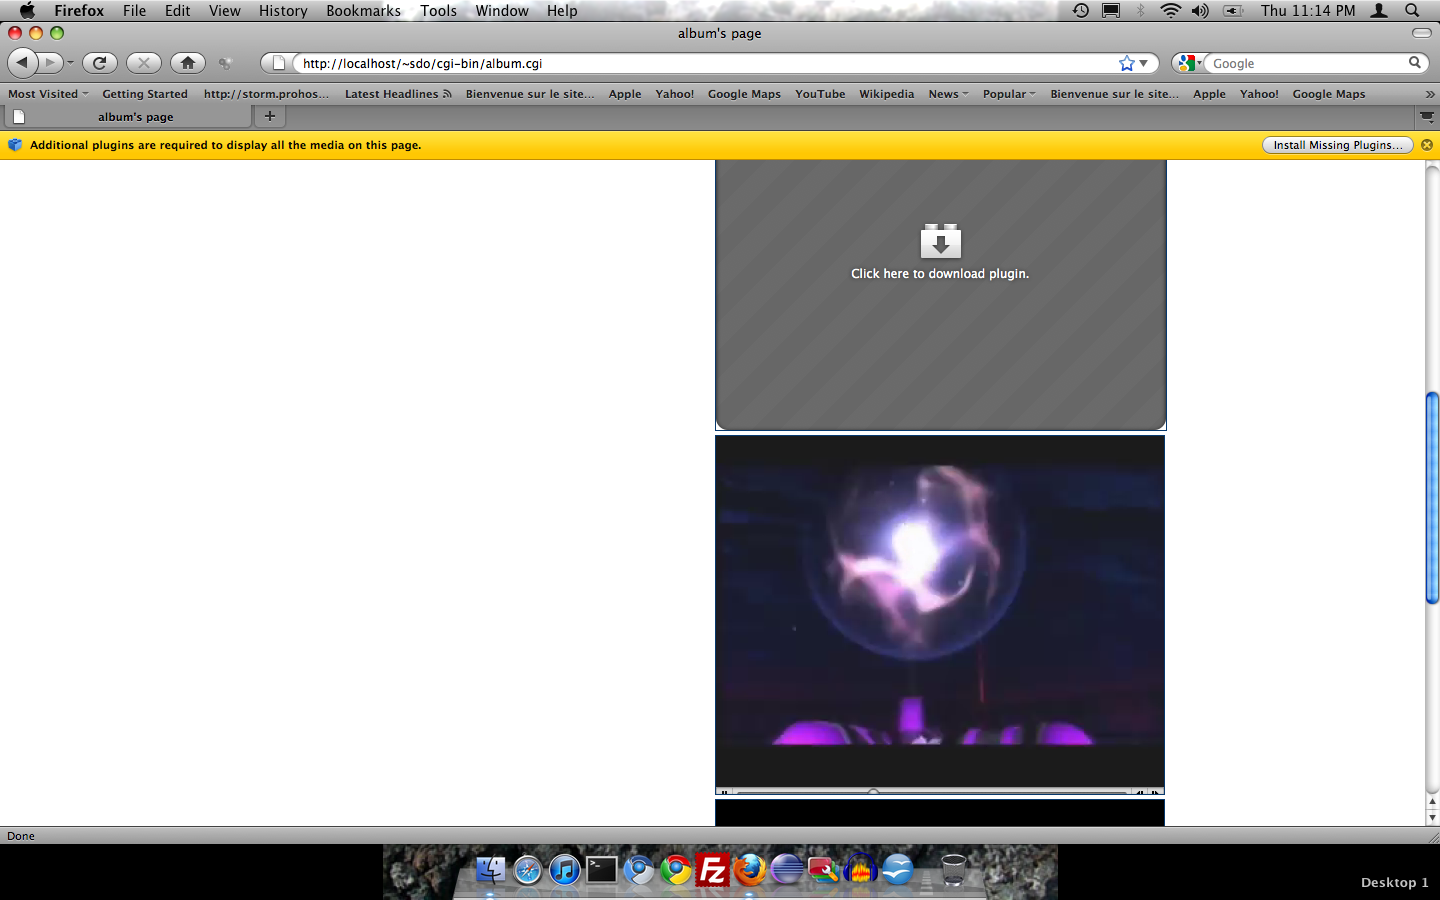 Firefox File Edit View History Bookmarks Tools Window Help Thu 11:14 PM
album's page
http://localhost/~sdo/cgi-bin/album.cgi Google
Most Visited Getting Started http://storm.prohos... Latest Headlines Bienvenue sur le site... Apple Yahoo! Google Maps YouTube Wikipedia News Popular Bienvenue sur le site... Apple Yahoo! Google Maps »
album's page +
Additional plugins are required to display all the media on this page. Install Missing Plugins...
Click here to download plugin.
Done
>_ FZ
Desktop 1